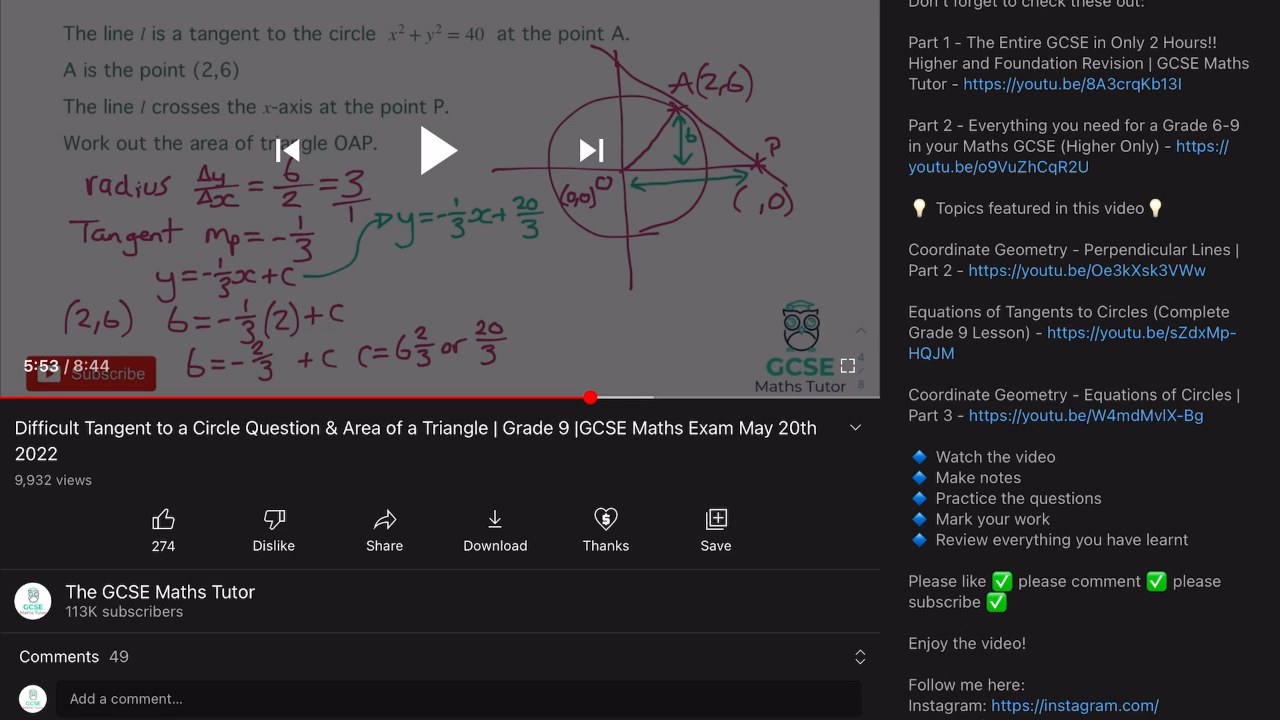 The line l is a tangent to the circle x² + y² = 40 at the point A.
A is the point (2,6)
The line l crosses the x-axis at the point P.
Work out the area of triangle OAP.
radius Δy/Δx = 6/2 = 3/1
Tangent mp = -1/3
y = -1/3x + c
y = -1/3x + 20/3
(2,6) 6 = -1/3(2) + c
6 = -2/3 + c c = 6 2/3 or 20/3
A(2,6)
6
P
(0,0) O
( ,0)
GCSE
Maths Tutor
Subscribe
5:53 / 8:44
Difficult Tangent to a Circle Question & Area of a Triangle | Grade 9 |GCSE Maths Exam May 20th
2022
9,932 views
274
Dislike
Share
Download
Thanks
Save
The GCSE Maths Tutor
113K subscribers
Comments 49
Add a comment...
Don't forget to check these out:
Part 1 - The Entire GCSE in Only 2 Hours!!
Higher and Foundation Revision | GCSE Maths
Tutor - https://youtu.be/8A3crqKb13I
Part 2 - Everything you need for a Grade 6-9
in your Maths GCSE (Higher Only) - https://
youtu.be/o9VuZhCqR2U
Topics featured in this video
Coordinate Geometry - Perpendicular Lines |
Part 2 - https://youtu.be/Oe3kXsk3VWw
Equations of Tangents to Circles (Complete
Grade 9 Lesson) - https://youtu.be/sZdxMp-
HQJM
Coordinate Geometry - Equations of Circles |
Part 3 - https://youtu.be/W4mdMvlX-Bg
Watch the video
Make notes
Practice the questions
Mark your work
Review everything you have learnt
Please like ✅ please comment ✅ please
subscribe ✅
Enjoy the video!
Follow me here:
Instagram: https://instagram.com/